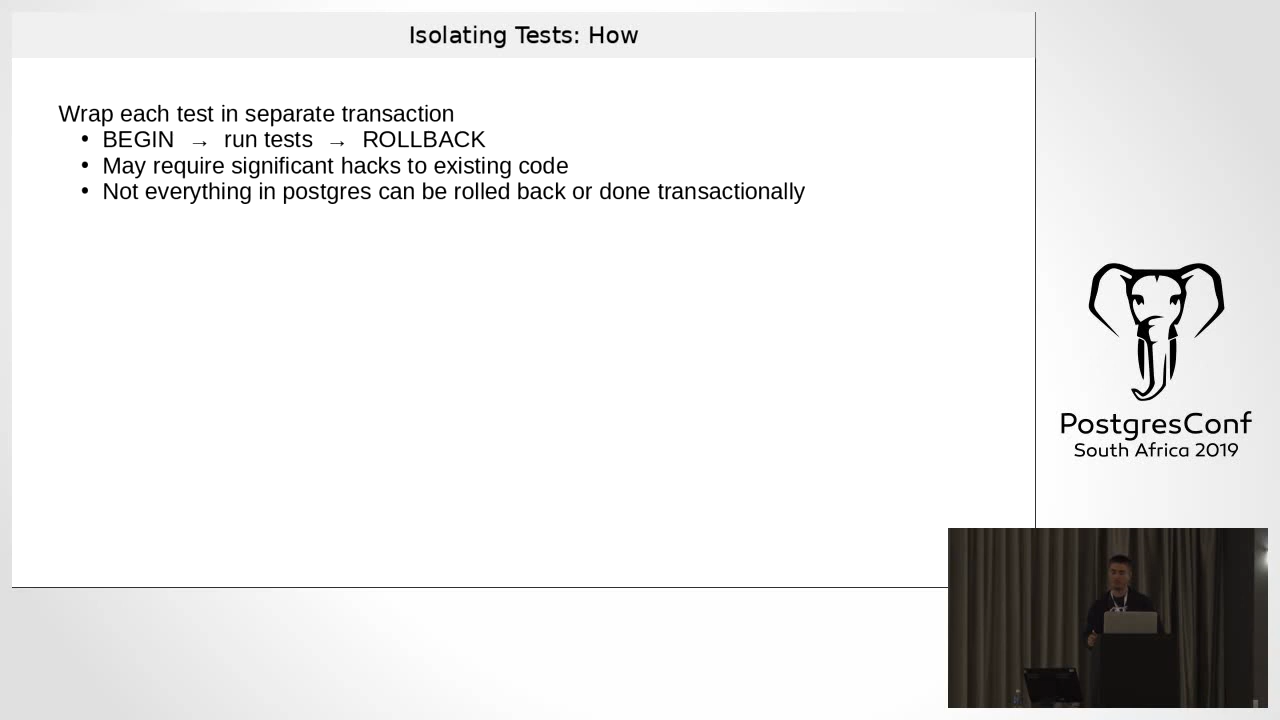 Isolating Tests: How
Wrap each test in separate transaction
• BEGIN → run tests → ROLLBACK
• May require significant hacks to existing code
• Not everything in postgres can be rolled back or done transactionally
PostgresConf
South Africa 2019